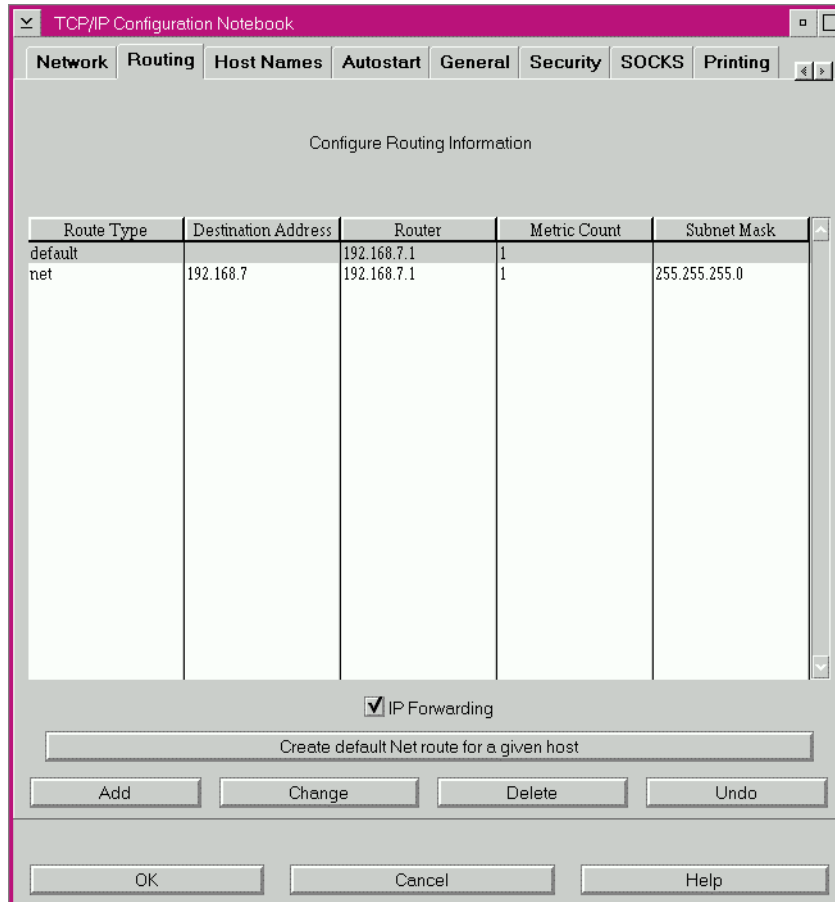 TCP/IP Configuration Notebook
Network Routing Host Names Autostart General Security SOCKS Printing
Configure Routing Information
Route Type Destination Address Router Metric Count Subnet Mask
default 192.168.7.1 1
net 192.168.7 192.168.7.1 1 255.255.255.0
IP Forwarding
Create default Net route for a given host
Add Change Delete Undo
OK Cancel Help